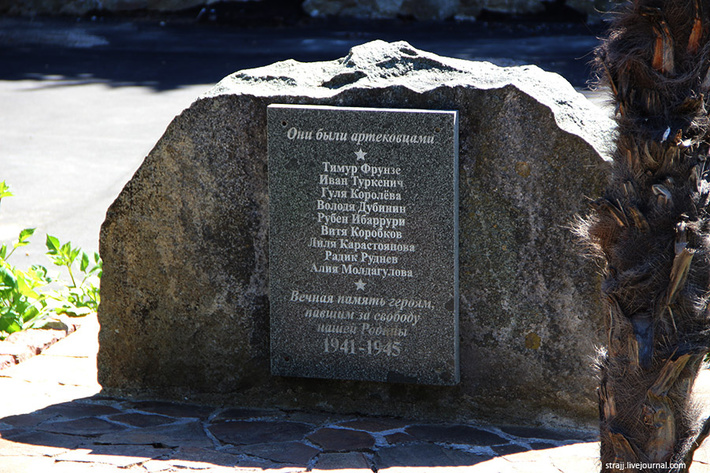 Они были артековцами
Тимур Фрунзе
Иван Туркенич
Гуля Королёва
Володя Дубинин
Рубен Ибаррури
Витя Коробков
Лиля Карастоянова
Радик Руднев
Алия Молдагулова
Вечная память героям,
павшим за свободу
нашей Родины
1941-1945
strajj.livejournal.com